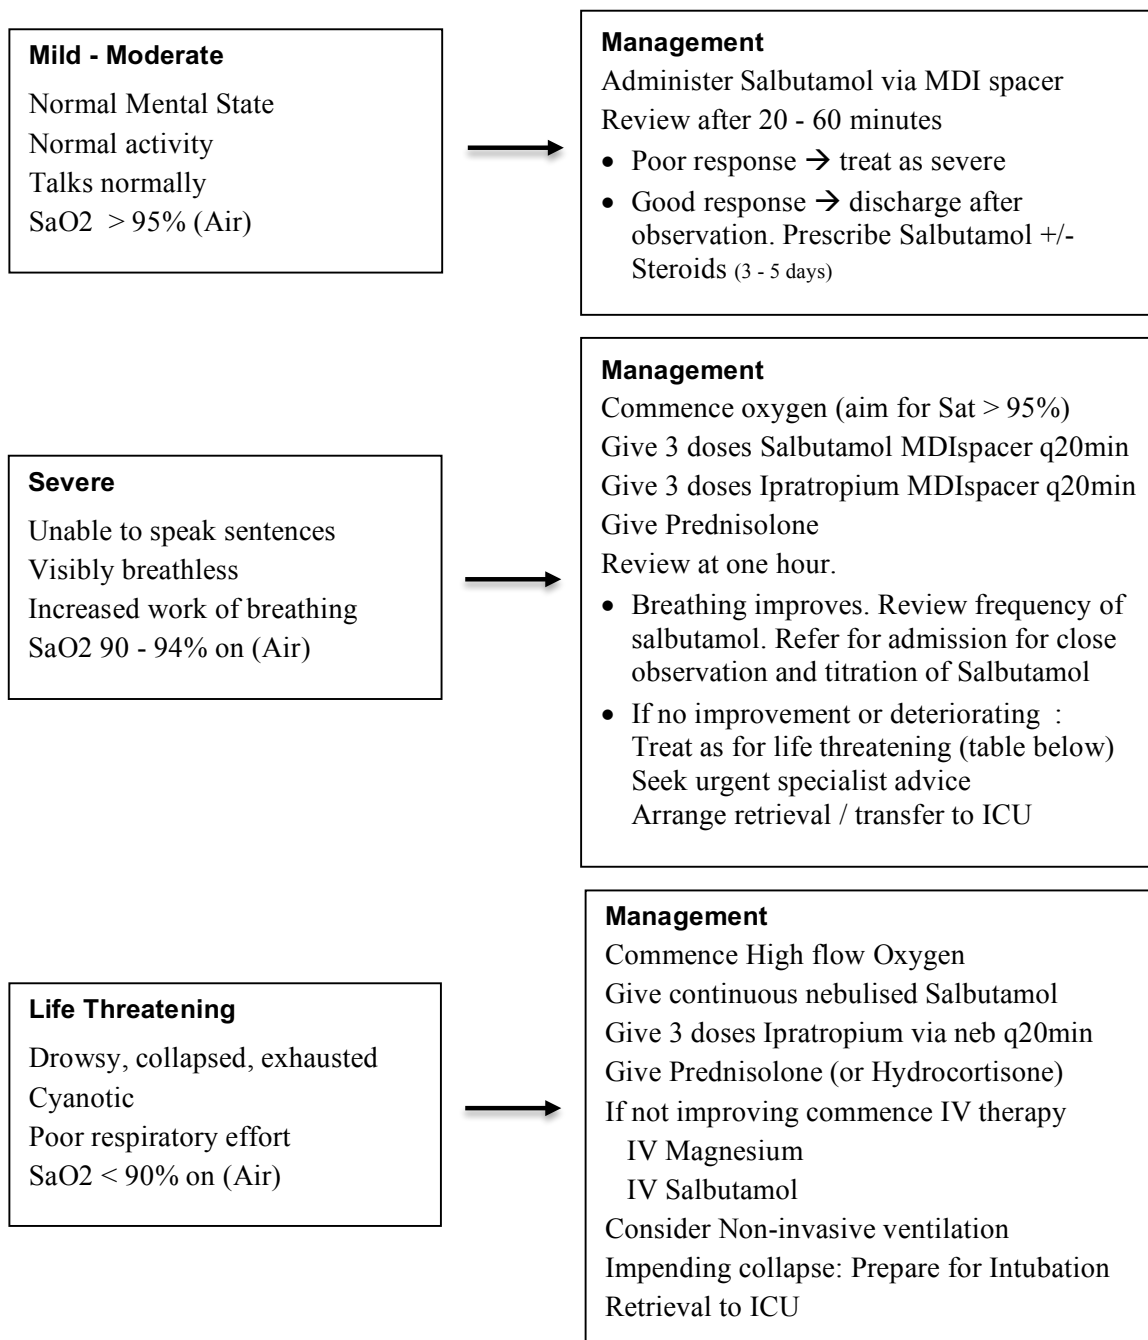 Mild - Moderate
Normal Mental State
Normal activity
Talks normally
SaO2  > 95% (Air)
Management
Administer Salbutamol via MDI spacer
Review after 20 - 60 minutes
• Poor response → treat as severe
• Good response → discharge after
observation. Prescribe Salbutamol +/-
Steroids (3 - 5 days)
Severe
Unable to speak sentences
Visibly breathless
Increased work of breathing
SaO2 90 - 94% on (Air)
Management
Commence oxygen (aim for Sat > 95%)
Give 3 doses Salbutamol MDIspacer q20min
Give 3 doses Ipratropium MDIspacer q20min
Give Prednisolone
Review at one hour.
• Breathing improves. Review frequency of
salbutamol. Refer for admission for close
observation and titration of Salbutamol
• If no improvement or deteriorating  :
Treat as for life threatening (table below)
Seek urgent specialist advice
Arrange retrieval / transfer to ICU
Life Threatening
Drowsy, collapsed, exhausted
Cyanotic
Poor respiratory effort
SaO2 < 90% on (Air)
Management
Commence High flow Oxygen
Give continuous nebulised Salbutamol
Give 3 doses Ipratropium via neb q20min
Give Prednisolone (or Hydrocortisone)
If not improving commence IV therapy
IV Magnesium
IV Salbutamol
Consider Non-invasive ventilation
Impending collapse: Prepare for Intubation
Retrieval to ICU